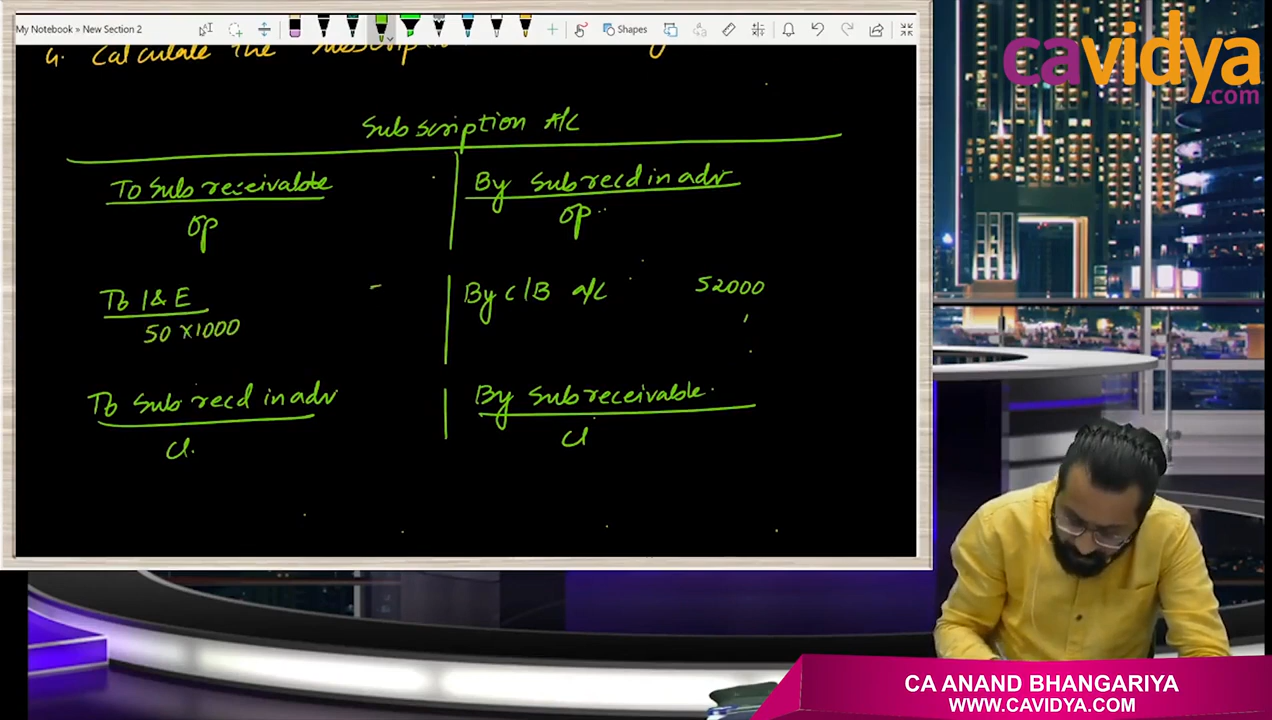 My Notebook » New Section 2
Shapes
cavidya
.com
4. Calculate the
Subscription A/c
To Sub receivable
op
By Sub recd in adv
op
To I & E
50 x 1000
By C/B a/c 52000
To Sub recd in adv
cl.
By Sub receivable
cl
CA ANAND BHANGARIYA
WWW.CAVIDYA.COM